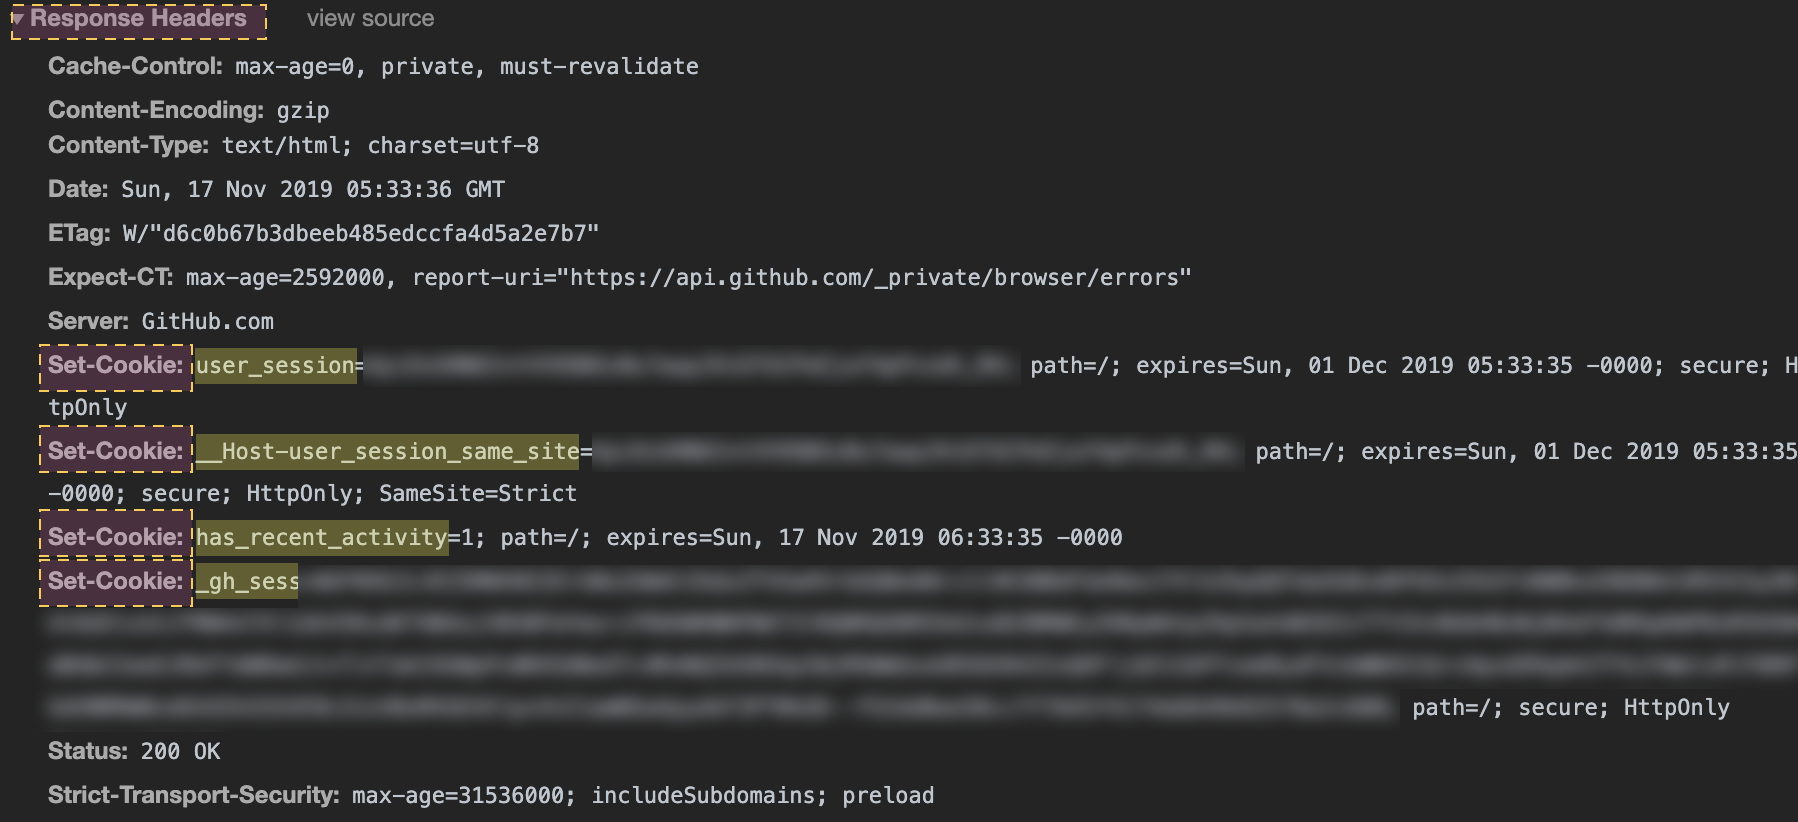 ▼ Response Headers view source
Cache-Control: max-age=0, private, must-revalidate
Content-Encoding: gzip
Content-Type: text/html; charset=utf-8
Date: Sun, 17 Nov 2019 05:33:36 GMT
ETag: W/"d6c0b67b3dbeeb485edccfa4d5a2e7b7"
Expect-CT: max-age=2592000, report-uri="https://api.github.com/_private/browser/errors"
Server: GitHub.com
Set-Cookie: user_session= path=/; expires=Sun, 01 Dec 2019 05:33:35 -0000; secure; H
tpOnly
Set-Cookie: __Host-user_session_same_site= path=/; expires=Sun, 01 Dec 2019 05:33:35
-0000; secure; HttpOnly; SameSite=Strict
Set-Cookie: has_recent_activity=1; path=/; expires=Sun, 17 Nov 2019 06:33:35 -0000
Set-Cookie: _gh_sess
path=/; secure; HttpOnly
Status: 200 OK
Strict-Transport-Security: max-age=31536000; includeSubdomains; preload